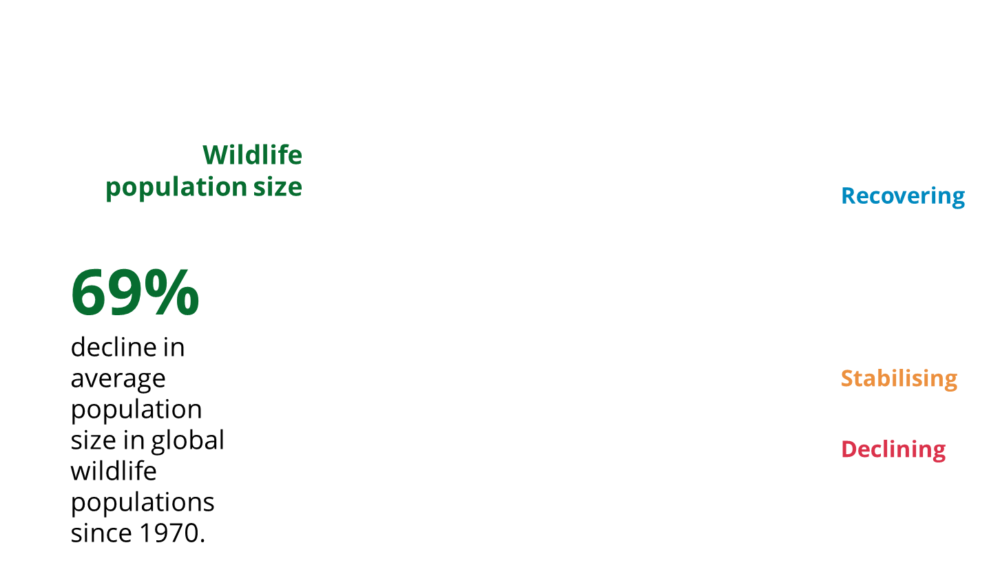 Wildlife
population size
69%
decline in
average
population
size in global
wildlife
populations
since 1970.
Recovering
Stabilising
Declining